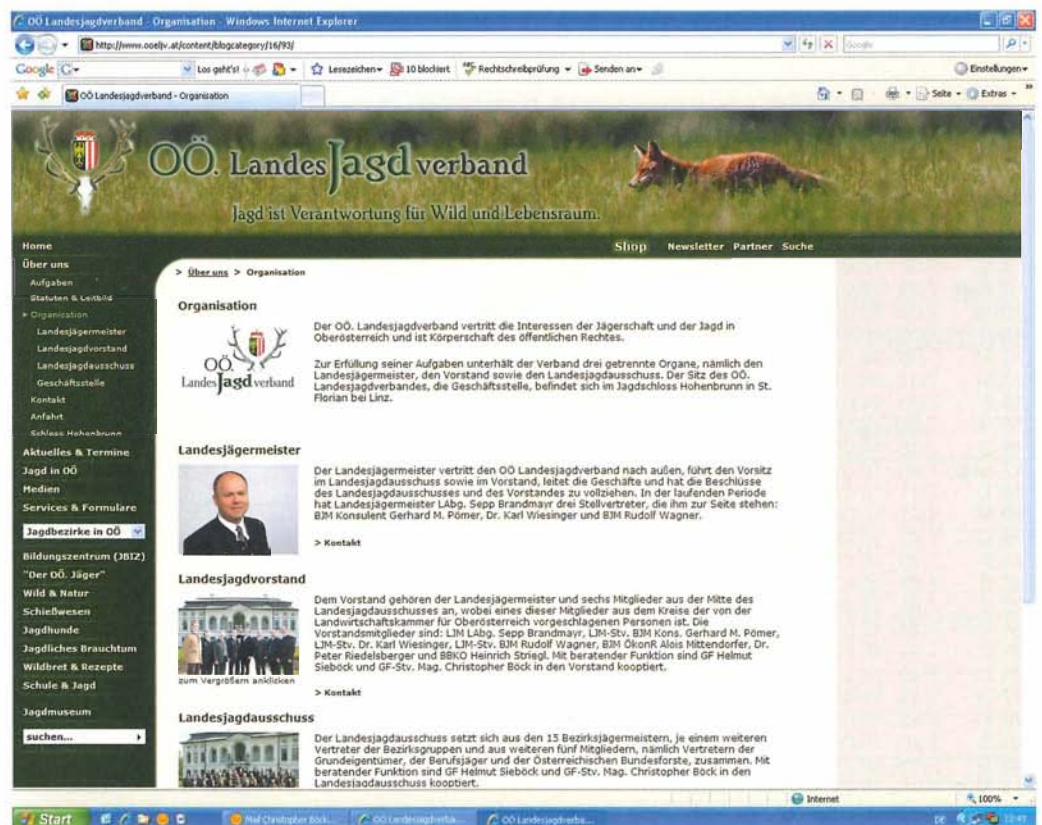 OÖ Landesjagdverband - Organisation - Windows Internet Explorer
http://www.ooeljv.at/content/blogcategory/16/93/
Google
Google
Los geht's!
Lesezeichen
10 blockiert
Rechtschreibprüfung
Senden an
Einstellungen
OÖ Landesjagdverband - Organisation
Seite
Extras
OÖ. LandesJagdverband
Jagd ist Verantwortung für Wild und Lebensraum.
Shop Newsletter Partner Suche
Home
Über uns
Aufgaben
Statuten & Leitbild
Organisation
Landesjägermeister
Landesjagdvorstand
Landesjagdausschuss
Geschäftsstelle
Kontakt
Anfahrt
Schloss Hohenbrunn
Aktuelles & Termine
Jagd in OÖ
Medien
Services & Formulare
Jagdbezirke in OÖ
Bildungszentrum (JBIZ)
"Der OÖ. Jäger"
Wild & Natur
Schießwesen
Jagdhunde
Jagdliches Brauchtum
Wildbret & Rezepte
Schule & Jagd
Jagdmuseum
suchen...
> Über uns > Organisation
Organisation
OÖ.
LandesJagdverband
Der OÖ. Landesjagdverband vertritt die Interessen der Jägerschaft und der Jagd in
Oberösterreich und ist Körperschaft des öffentlichen Rechtes.
Zur Erfüllung seiner Aufgaben unterhält der Verband drei getrennte Organe, nämlich den
Landesjägermeister, den Vorstand sowie den Landesjagdausschuss. Der Sitz des OÖ.
Landesjagdverbandes, die Geschäftsstelle, befindet sich im Jagdschloss Hohenbrunn in St.
Florian bei Linz.
Landesjägermeister
Der Landesjägermeister vertritt den OÖ Landesjagdverband nach außen, führt den Vorsitz
im Landesjagdausschuss sowie im Vorstand, leitet die Geschäfte und hat die Beschlüsse
des Landesjagdausschusses und des Vorstandes zu vollziehen. In der laufenden Periode
hat Landesjägermeister LAbg. Sepp Brandmayr drei Stellvertreter, die ihm zur Seite stehen:
BJM Konsulent Gerhard M. Pömer, Dr. Karl Wiesinger und BJM Rudolf Wagner.
> Kontakt
Landesjagdvorstand
zum Vergrößern anklicken
Dem Vorstand gehören der Landesjägermeister und sechs Mitglieder aus der Mitte des
Landesjagdausschusses an, wobei eines dieser Mitglieder aus dem Kreise der von der
Landwirtschaftskammer für Oberösterreich vorgeschlagenen Personen ist. Die
Vorstandsmitglieder sind: LJM LAbg. Sepp Brandmayr, LJM-Stv. BJM Kons. Gerhard M. Pömer,
LJM-Stv. Dr. Karl Wiesinger, LJM-Stv. BJM Rudolf Wagner, BJM ÖkonR Alois Mittendorfer, Dr.
Peter Riedelsberger und BBKO Heinrich Striegl. Mit beratender Funktion sind GF Helmut
Sieböck und GF-Stv. Mag. Christopher Böck in den Vorstand kooptiert.
> Kontakt
Landesjagdausschuss
Der Landesjagdausschuss setzt sich aus den 15 Bezirksjägermeistern, je einem weiteren
Vertreter der Bezirksgruppen und aus weiteren fünf Mitgliedern, nämlich Vertretern der
Grundeigentümer, der Berufsjäger und der Österreichischen Bundesforste, zusammen. Mit
beratender Funktion sind GF Helmut Sieböck und GF-Stv. Mag. Christopher Böck in den
Landesjagdausschuss kooptiert.
Internet
100%
Start
Mail Christopher Böck...
OÖ Landesjagdverba...
OÖ Landesjagdverba...
DE
12:47